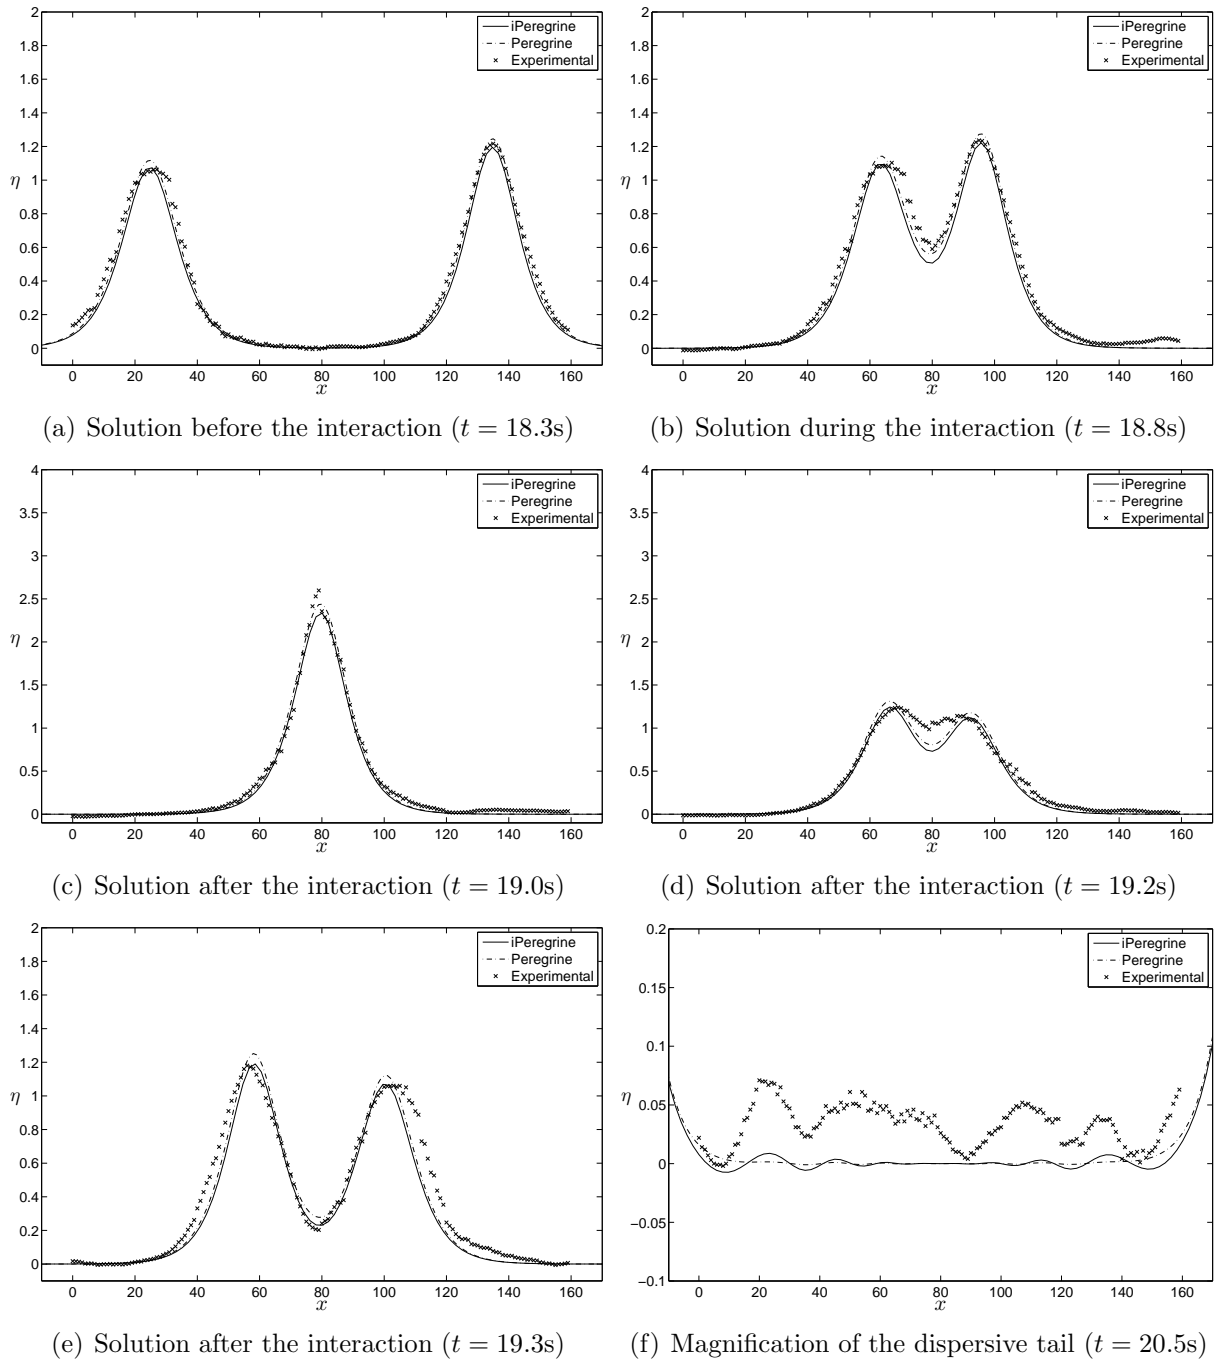 2
1.8
1.6
1.4
1.2
1
0.8
0.6
0.4
0.2
0
η
iPeregrine
Peregrine
Experimental
0 20 40 60 80 100 120 140 160
x
(a) Solution before the interaction (t = 18.3s)
2
1.8
1.6
1.4
1.2
1
0.8
0.6
0.4
0.2
0
η
iPeregrine
Peregrine
Experimental
0 20 40 60 80 100 120 140 160
x
(b) Solution during the interaction (t = 18.8s)
4
3.5
3
2.5
2
1.5
1
0.5
0
η
iPeregrine
Peregrine
Experimental
0 20 40 60 80 100 120 140 160
x
(c) Solution after the interaction (t = 19.0s)
4
3.5
3
2.5
2
1.5
1
0.5
0
η
iPeregrine
Peregrine
Experimental
0 20 40 60 80 100 120 140 160
x
(d) Solution after the interaction (t = 19.2s)
2
1.8
1.6
1.4
1.2
1
0.8
0.6
0.4
0.2
0
η
iPeregrine
Peregrine
Experimental
0 20 40 60 80 100 120 140 160
x
(e) Solution after the interaction (t = 19.3s)
0.2
0.15
0.1
0.05
0
−0.05
−0.1
η
iPeregrine
Peregrine
Experimental
0 20 40 60 80 100 120 140 160
x
(f) Magnification of the dispersive tail (t = 20.5s)